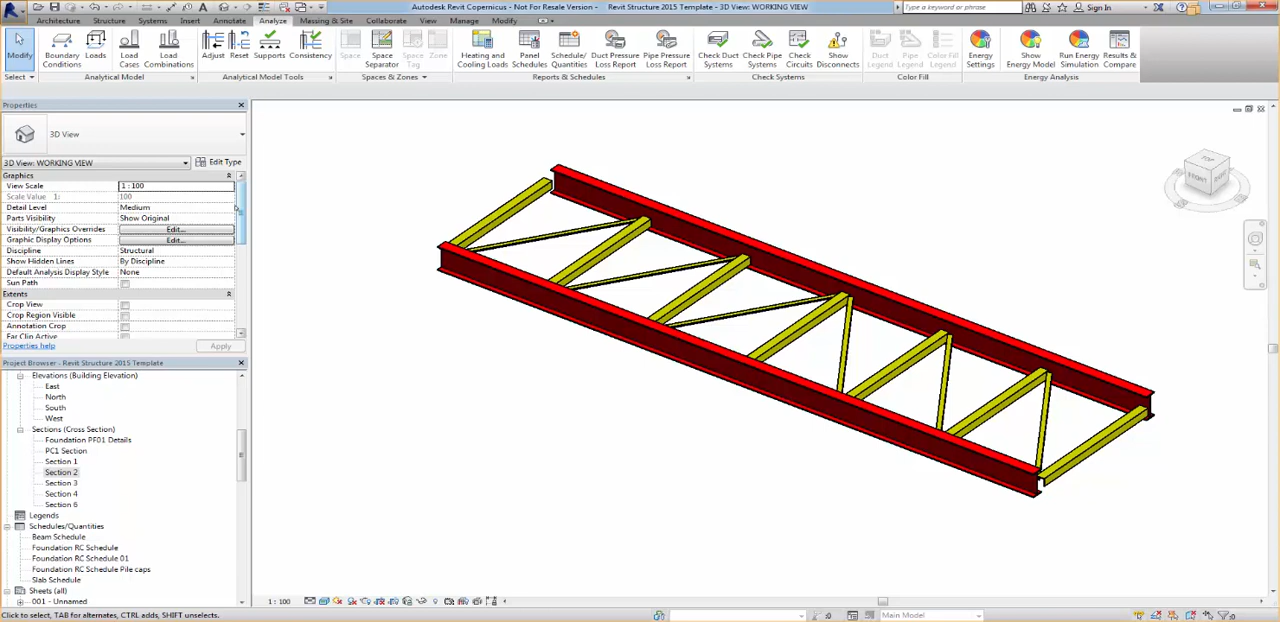 Autodesk Revit Copernicus - Not For Resale Version - Revit Structure 2015 Template - 3D View: WORKING VIEW
Type a keyword or phrase
Sign In
Architecture Structure Systems Insert Annotate Analyze Massing & Site Collaborate View Manage Modify
Modify
Boundary Conditions
Loads
Load Cases
Load Combinations
Adjust
Reset
Supports
Consistency
Space
Space Separator
Space Tag
Zone
Heating and Cooling Loads
Panel Schedules
Schedule/ Quantities
Duct Pressure Loss Report
Pipe Pressure Loss Report
Check Duct Systems
Check Pipe Systems
Check Circuits
Show Disconnects
Duct Legend
Pipe Legend
Color Fill Legend
Energy Settings
Show Energy Model
Run Energy Simulation
Results & Compare
Select
Analytical Model
Analytical Model Tools
Spaces & Zones
Reports & Schedules
Check Systems
Color Fill
Energy Analysis
Properties
3D View
3D View: WORKING VIEW
Edit Type
Graphics
View Scale 1 : 100
Scale Value 1: 100
Detail Level Medium
Parts Visibility Show Original
Visibility/Graphics Overrides Edit...
Graphic Display Options Edit...
Discipline Structural
Show Hidden Lines By Discipline
Default Analysis Display Style None
Sun Path
Extents
Crop View
Crop Region Visible
Annotation Crop
Far Clip Active
Properties help
Apply
Project Browser - Revit Structure 2015 Template
Elevations (Building Elevation)
East
North
South
West
Sections (Cross Section)
Foundation PF01 Details
PC1 Section
Section 1
Section 2
Section 3
Section 4
Section 6
Legends
Schedules/Quantities
Beam Schedule
Foundation RC Schedule
Foundation RC Schedule 01
Foundation RC Schedule Pile caps
Slab Schedule
Sheets (all)
001 - Unnamed
TOP
FRONT
1 : 100
Click to select, TAB for alternates, CTRL adds, SHIFT unselects.
:0
Main Model
:0